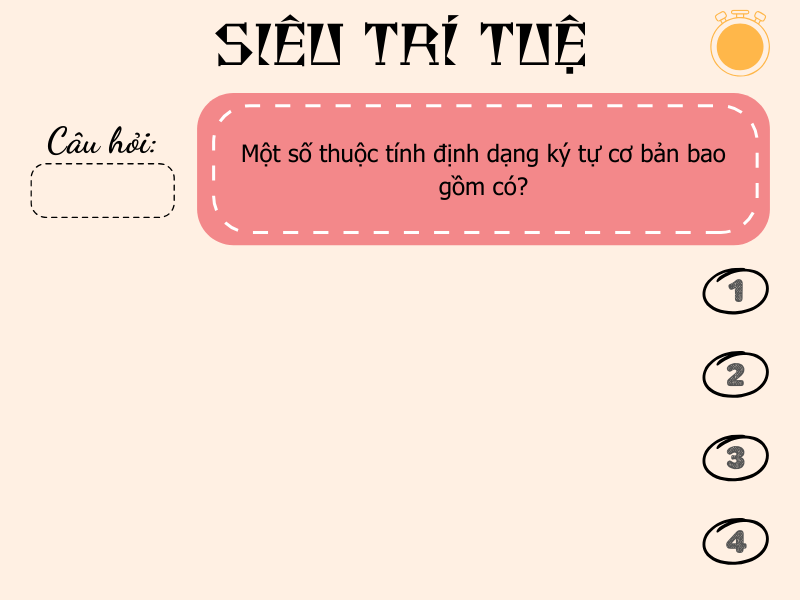 SIÊU TRÍ TUỆ
Câu hỏi:
Một số thuộc tính định dạng ký tự cơ bản bao
gồm có?
1
2
3
4